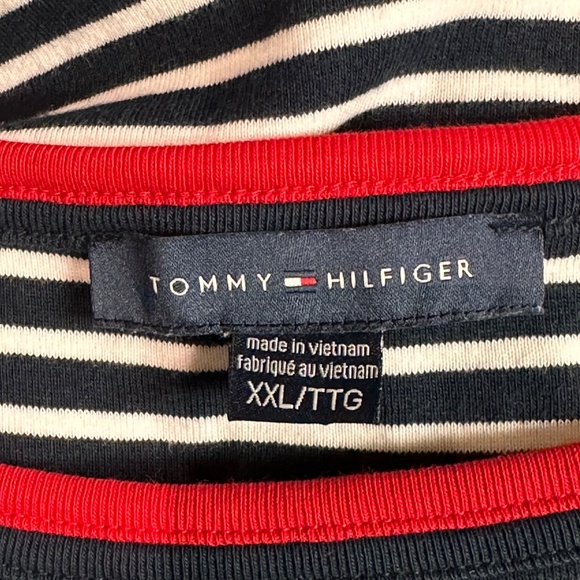 TOMMY HILFIGER
made in vietnam
fabriqué au vietnam
XXL/TTG